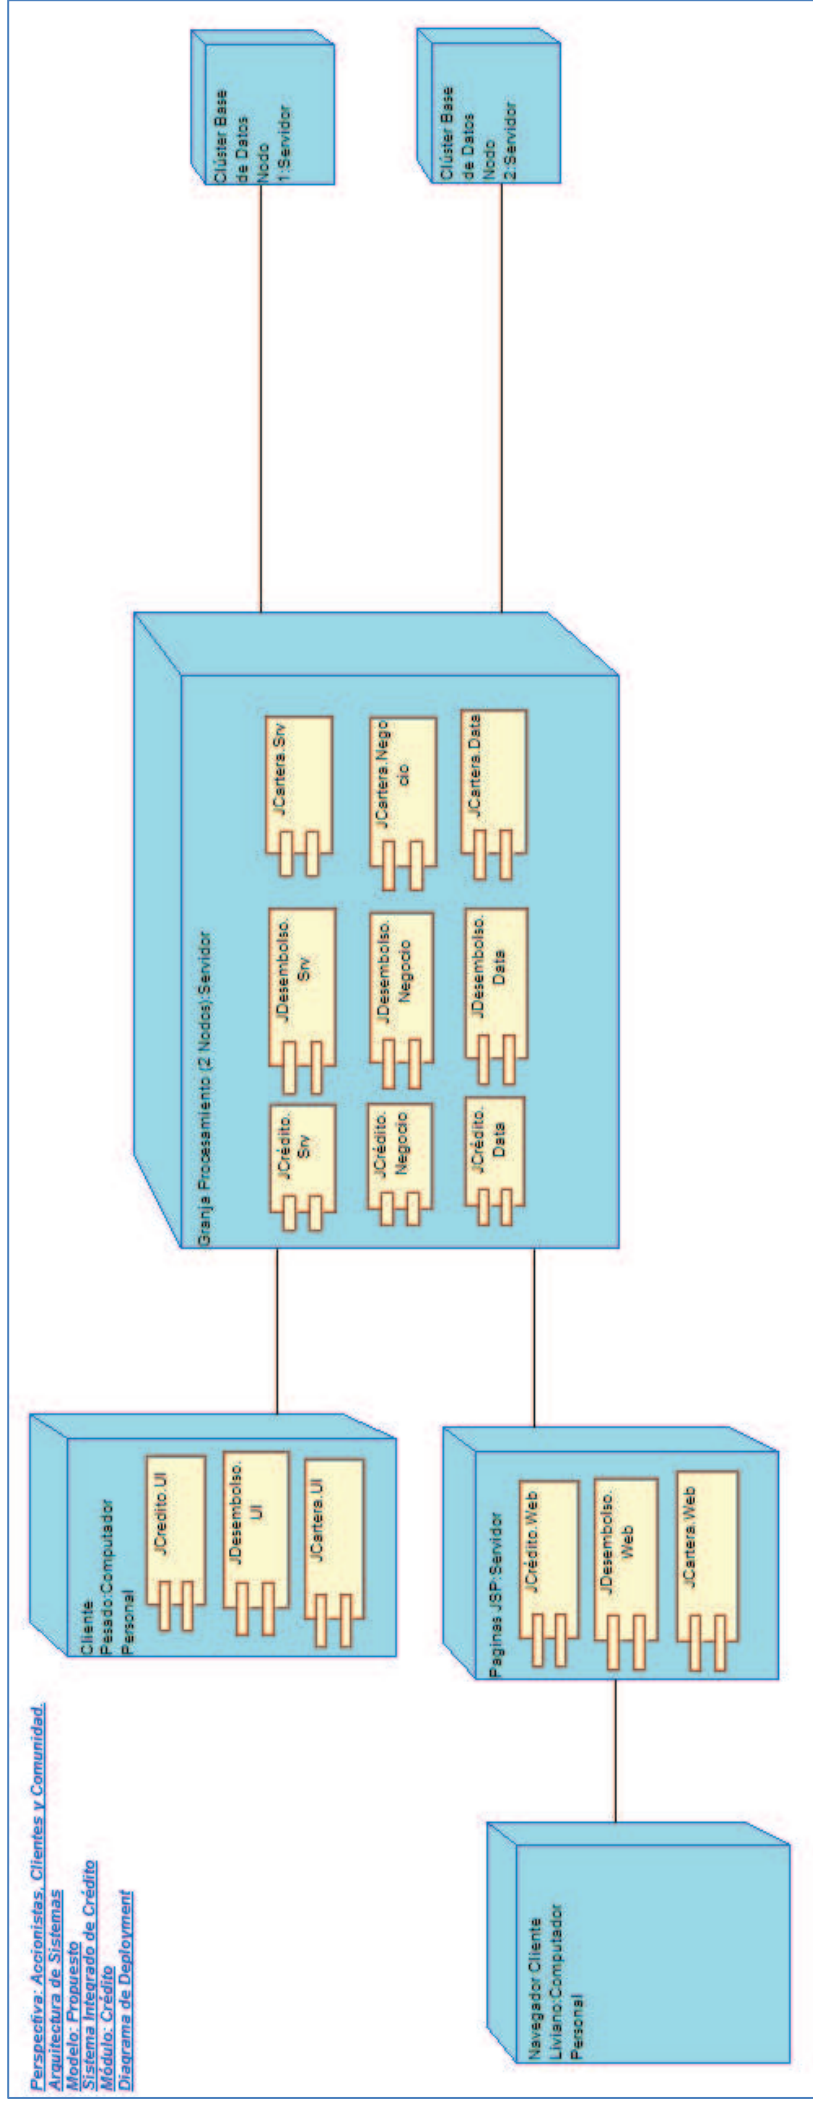 Perspectiva: Accionistas, Clientes y Comunidad.
Arquitectura de Sistemas
Modelo: Propuesto
Sistema Integrado de Crédito
Módulo: Crédito
Diagrama de Deployment
Cliente
Pesado:Computador
Personal
JCredito.UI
JDesembolso.
UI
JCartera.UI
Navegador Cliente
Liviano:Computador
Personal
Paginas JSP:Servidor
JCrédito.Web
JDesembolso.
Web
JCartera.Web
Granja Procesamiento (2 Nodos):Servidor
JCrédito.
Srv
JDesembolso.
Srv
JCartera.Srv
JCrédito.
Negocio
JDesembolso.
Negocio
JCartera.Nego
cio
JCrédito.
Data
JDesembolso.
Data
JCartera.Data
Clúster Base
de Datos
Nodo
1:Servidor
Clúster Base
de Datos
Nodo
2:Servidor